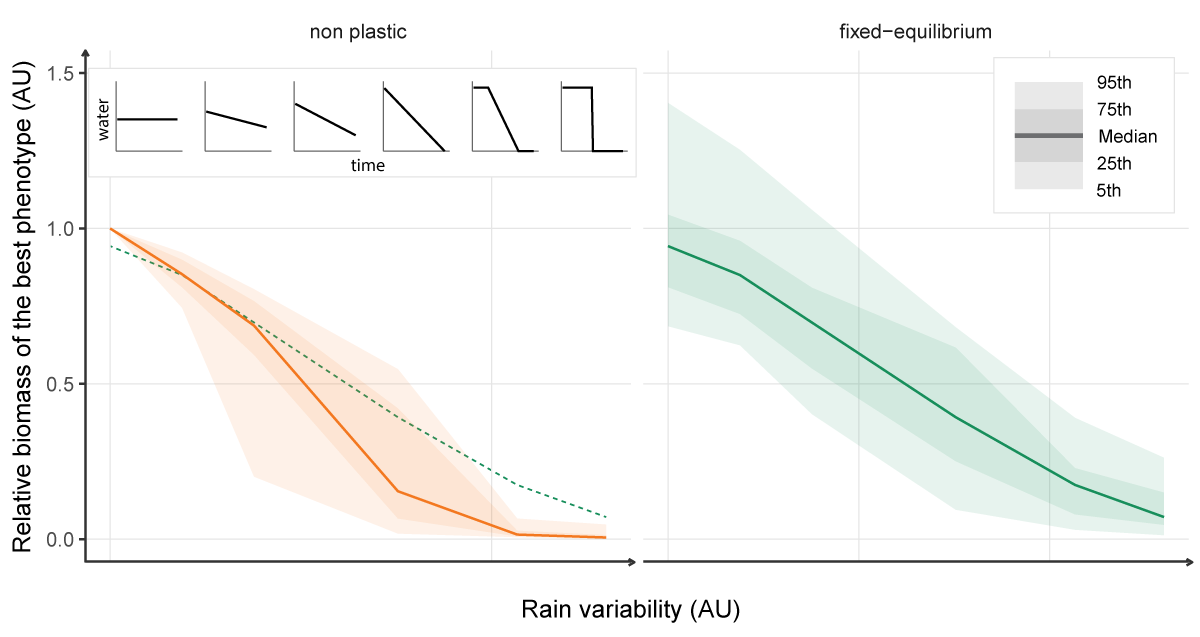 non plastic
fixed−equilibrium
Relative biomass of the best phenotype (AU)
1.5
1.0
0.5
0.0
water
time
95th
75th
Median
25th
5th
Rain variability (AU)